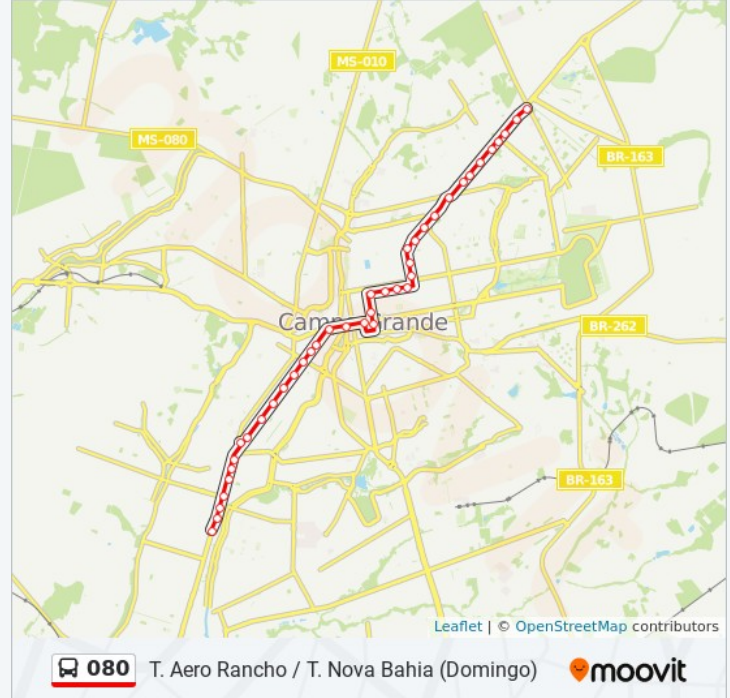 MS-010
MS-080
BR-163
Campo Grande
BR-262
BR-163
Leaflet | © OpenStreetMap contributors
080 T. Aero Rancho / T. Nova Bahia (Domingo) moovit